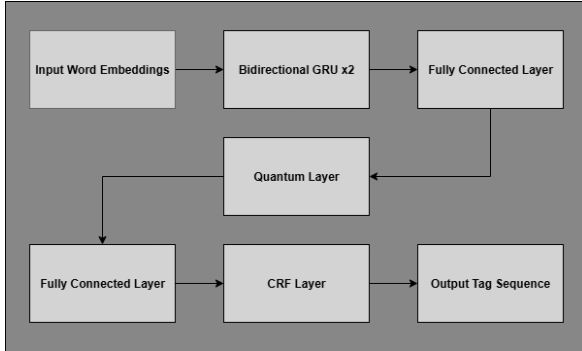 Input Word Embeddings
Bidirectional GRU x2
Fully Connected Layer
Quantum Layer
Fully Connected Layer
CRF Layer
Output Tag Sequence